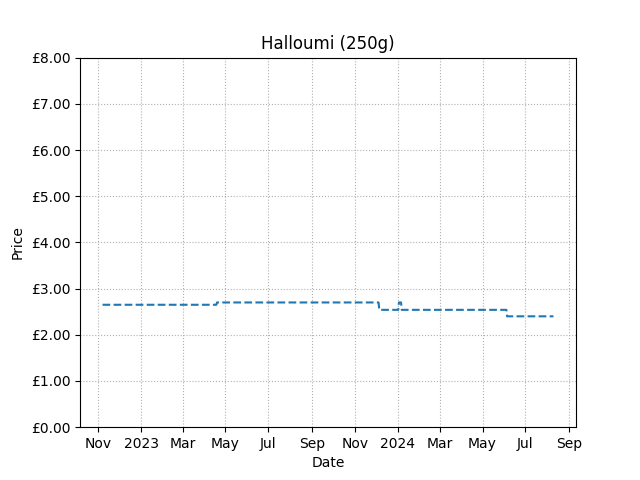 Halloumi (250g)
£8.00
£7.00
£6.00
£5.00
£4.00
£3.00
£2.00
£1.00
£0.00
Price
Nov 2023 Mar May Jul Sep Nov 2024 Mar May Jul Sep
Date